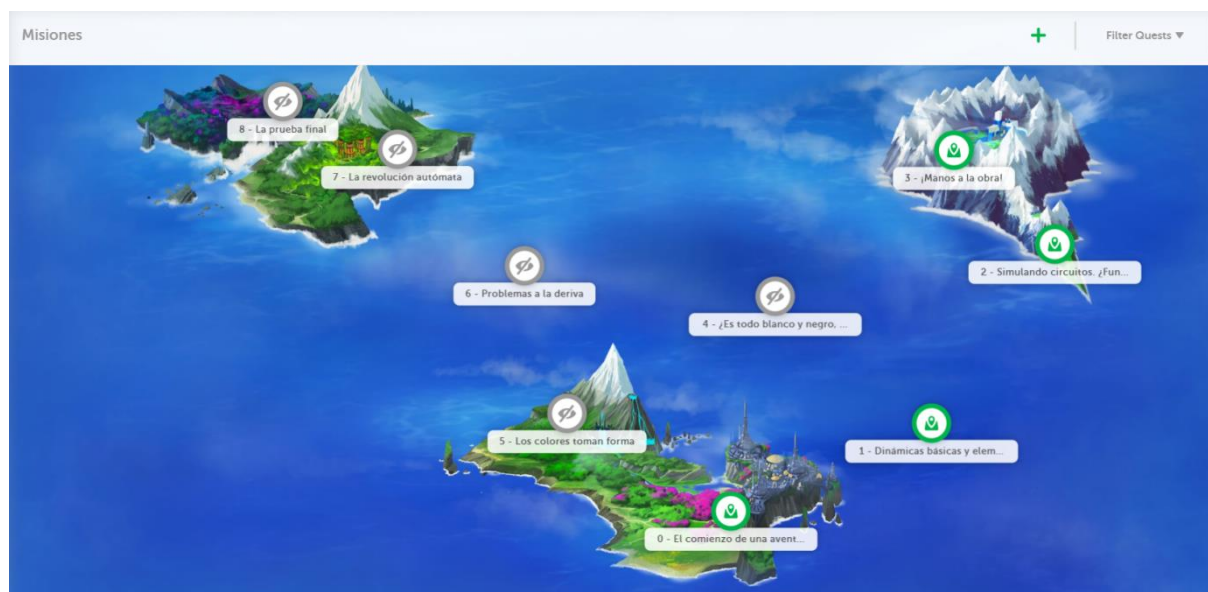 Misiones
+
Filter Quests ▼
8 - La prueba final
7 - La revolución autómata
3 - ¡Manos a la obra!
2 - Simulando circuitos. ¿Fun...
6 - Problemas a la deriva
4 - ¿Es todo blanco y negro, ...
5 - Los colores toman forma
1 - Dinámicas básicas y elem...
0 - El comienzo de una avent...